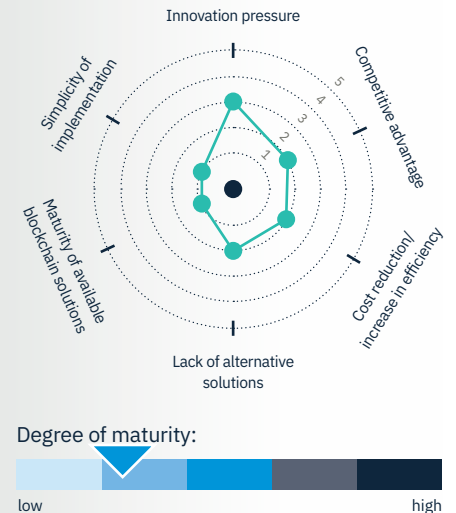 Innovation pressure
Simplicity of
implementation
Competitive advantage
5
4
3
2
1
Maturity of available
blockchain solutions
Cost reduction/
increase in efficiency
Lack of alternative
solutions
Degree of maturity:
low
high